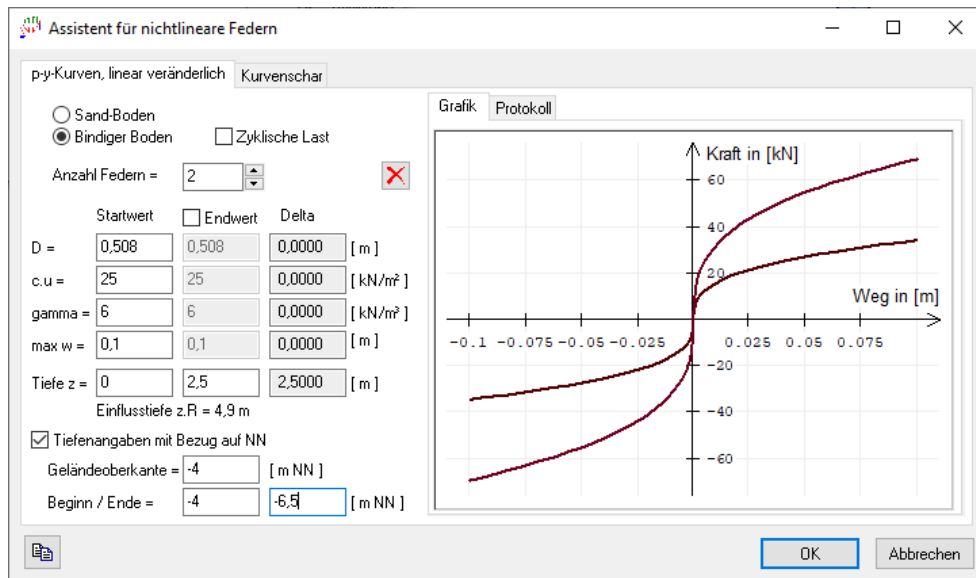 Assistent für nichtlineare Federn
p-y-Kurven, linear veränderlich Kurvenschar
Sand-Boden
Bindiger Boden Zyklische Last
Anzahl Federn = 2
Startwert Endwert Delta
D = 0,508 0,508 0,0000 [ m ]
c.u = 25 25 0,0000 [ kN/m² ]
gamma = 6 6 0,0000 [ kN/m³ ]
max w = 0,1 0,1 0,0000 [ m ]
Tiefe z = 0 2,5 2,5000 [ m ]
Einflusstiefe z.R = 4,9 m
Tiefenangaben mit Bezug auf NN
Geländeoberkante = -4 [ m NN ]
Beginn / Ende = -4 -6,5 [ m NN ]
Grafik Protokoll
Kraft in [kN]
60
40
20
Weg in [m]
-0.1 -0.075 -0.05 -0.025 0.025 0.05 0.075
-20
-40
-60
OK Abbrechen